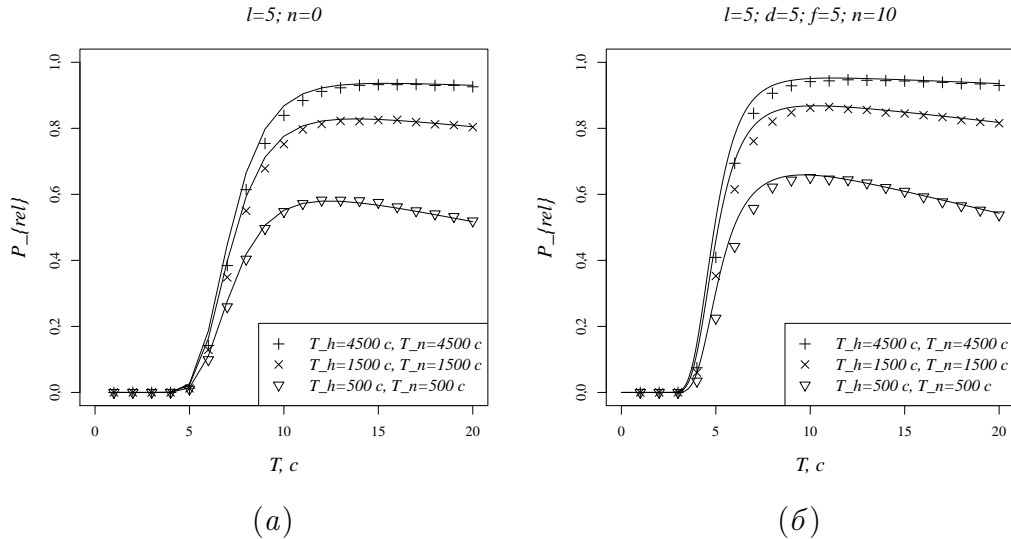 l=5; n=0
P_{rel}
1,0
0,8
0,6
0,4
0,2
0,0
T_h=4500 c, T_n=4500 c
T_h=1500 c, T_n=1500 c
T_h=500 c, T_n=500 c
0 5 10 15 20
T, c
(а)
l=5; d=5; f=5; n=10
P_{rel}
1,0
0,8
0,6
0,4
0,2
0,0
T_h=4500 c, T_n=4500 c
T_h=1500 c, T_n=1500 c
T_h=500 c, T_n=500 c
0 5 10 15 20
T, c
(б)